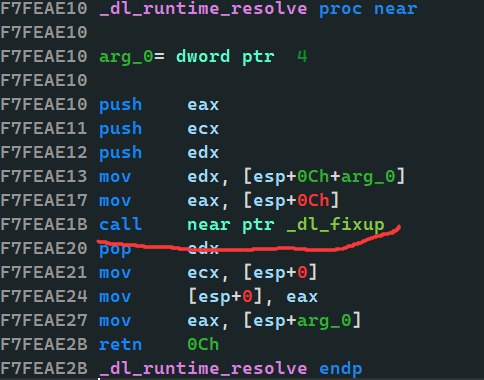 F7FEAE10 _dl_runtime_resolve proc near
F7FEAE10
F7FEAE10 arg_0= dword ptr  4
F7FEAE10
F7FEAE10 push    eax
F7FEAE11 push    ecx
F7FEAE12 push    edx
F7FEAE13 mov     edx, [esp+0Ch+arg_0]
F7FEAE17 mov     eax, [esp+0Ch]
F7FEAE1B call    near ptr _dl_fixup
F7FEAE20 pop     edx
F7FEAE21 mov     ecx, [esp+0]
F7FEAE24 mov     [esp+0], eax
F7FEAE27 mov     eax, [esp+arg_0]
F7FEAE2B retn    0Ch
F7FEAE2B _dl_runtime_resolve endp